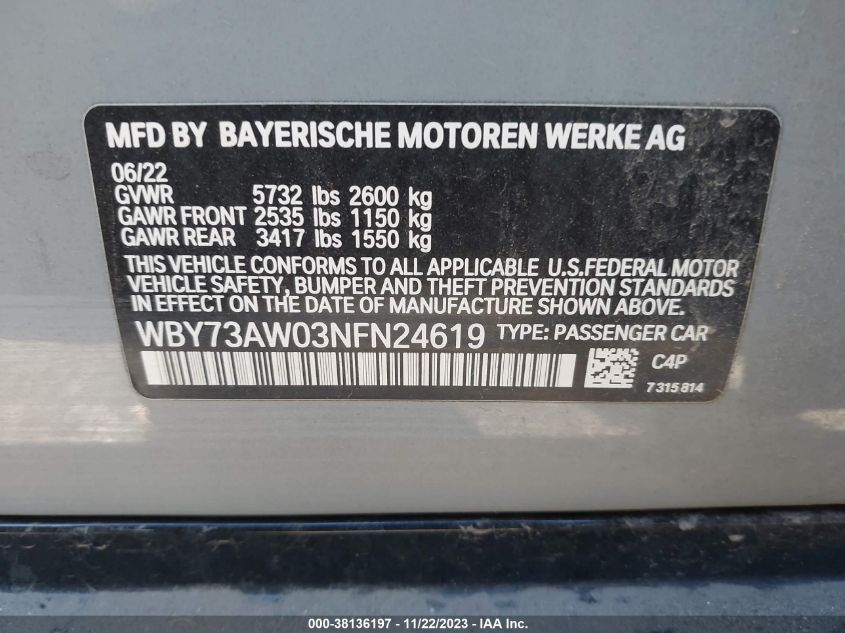 MFD BY BAYERISCHE MOTOREN WERKE AG
06/22
GVWR 5732 lbs 2600 kg
GAWR FRONT 2535 lbs 1150 kg
GAWR REAR 3417 lbs 1550 kg
THIS VEHICLE CONFORMS TO ALL APPLICABLE U.S.FEDERAL MOTOR
VEHICLE SAFETY, BUMPER AND THEFT PREVENTION STANDARDS
IN EFFECT ON THE DATE OF MANUFACTURE SHOWN ABOVE.
WBY73AW03NFN24619 TYPE: PASSENGER CAR
C4P
7315814
000-38136197 - 11/22/2023 - IAA Inc.